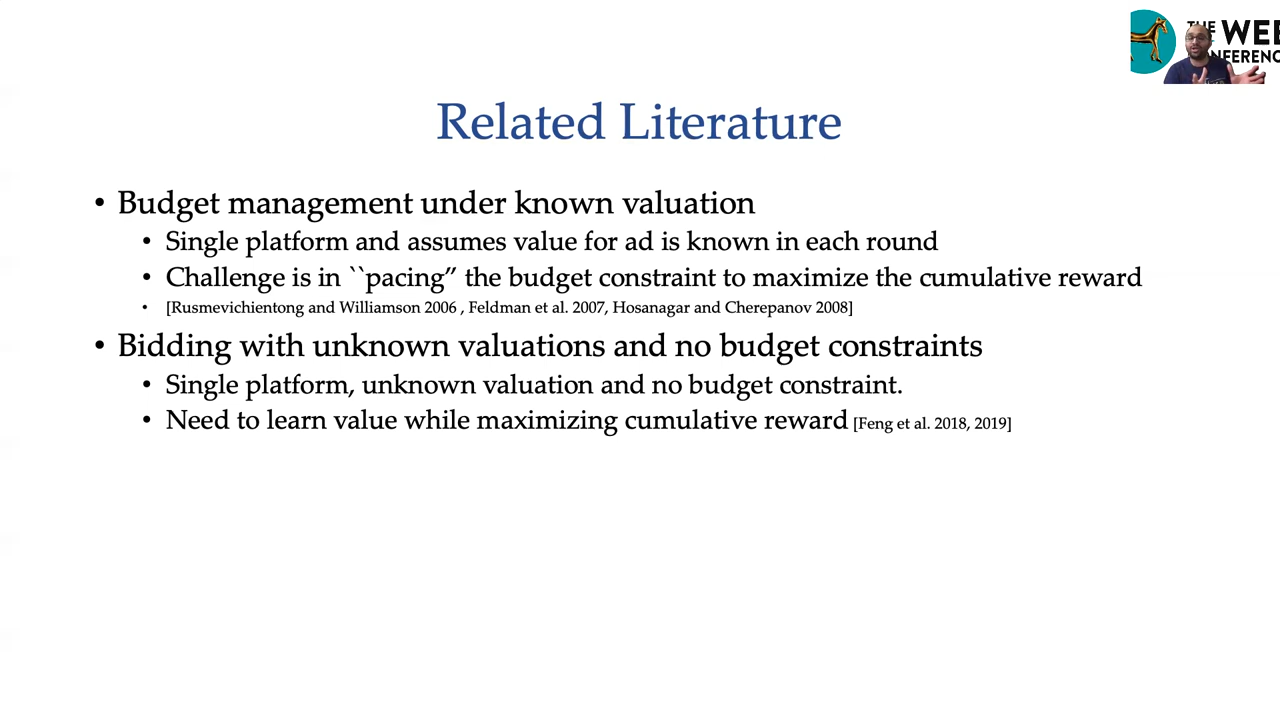 THE WEB
CONFERENC
Related Literature
• Budget management under known valuation
• Single platform and assumes value for ad is known in each round
• Challenge is in ``pacing” the budget constraint to maximize the cumulative reward
• [Rusmevichientong and Williamson 2006 , Feldman et al. 2007, Hosanagar and Cherepanov 2008]
• Bidding with unknown valuations and no budget constraints
• Single platform, unknown valuation and no budget constraint.
• Need to learn value while maximizing cumulative reward [Feng et al. 2018, 2019]